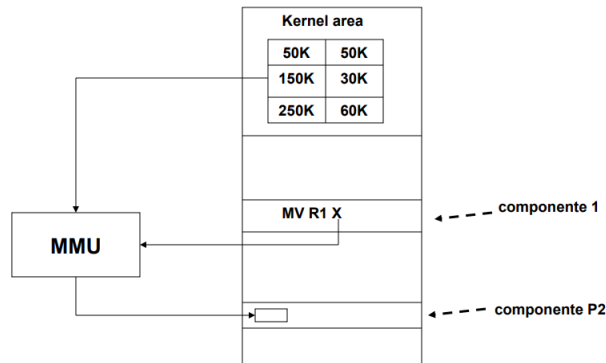 Kernel area
50K 50K
150K 30K
250K 60K
MV R1 X
componente 1
MMU
componente P2